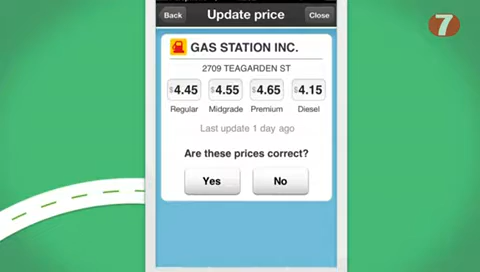 Back Update price Close
7
GAS STATION INC.
2709 TEAGARDEN ST
$4.45 $4.55 $4.65 $4.15
Regular Midgrade Premium Diesel
Last update 1 day ago
Are these prices correct?
Yes No